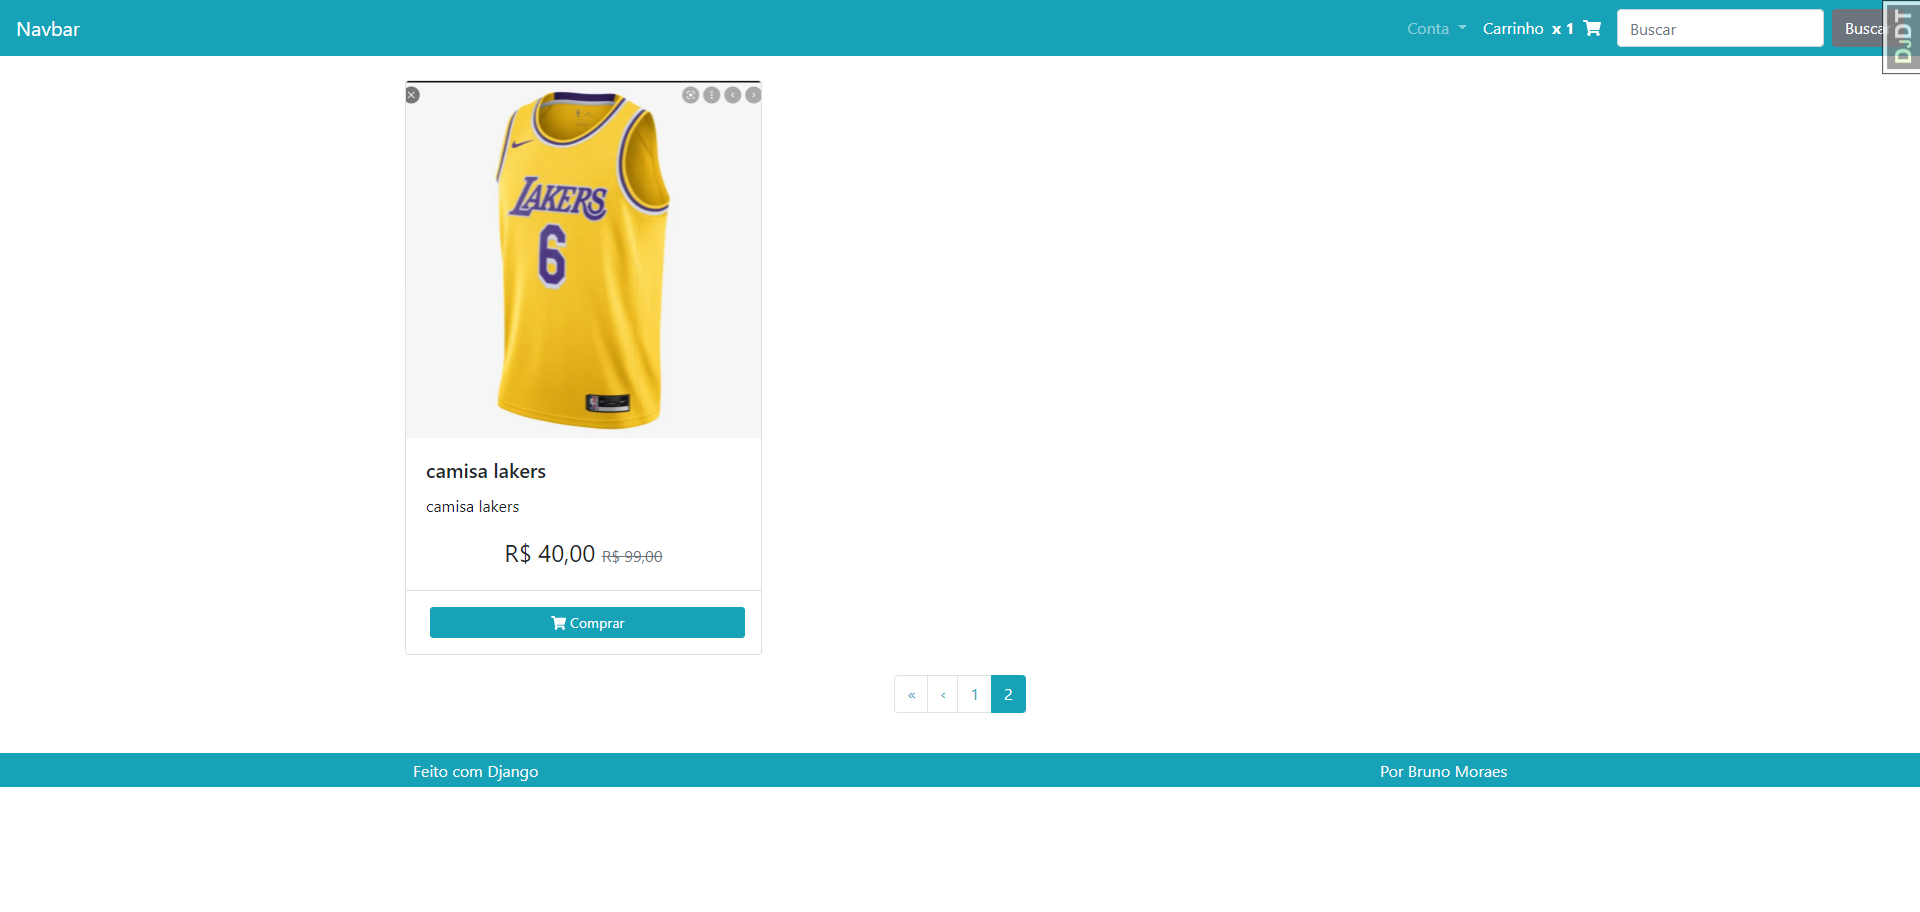 Navbar
Conta
Carrinho x 1
Buscar
Busca
DJDT
LAKERS
6
camisa lakers
camisa lakers
R$ 40,00 R$ 99,00
Comprar
« ‹ 1 2
Feito com Django
Por Bruno Moraes